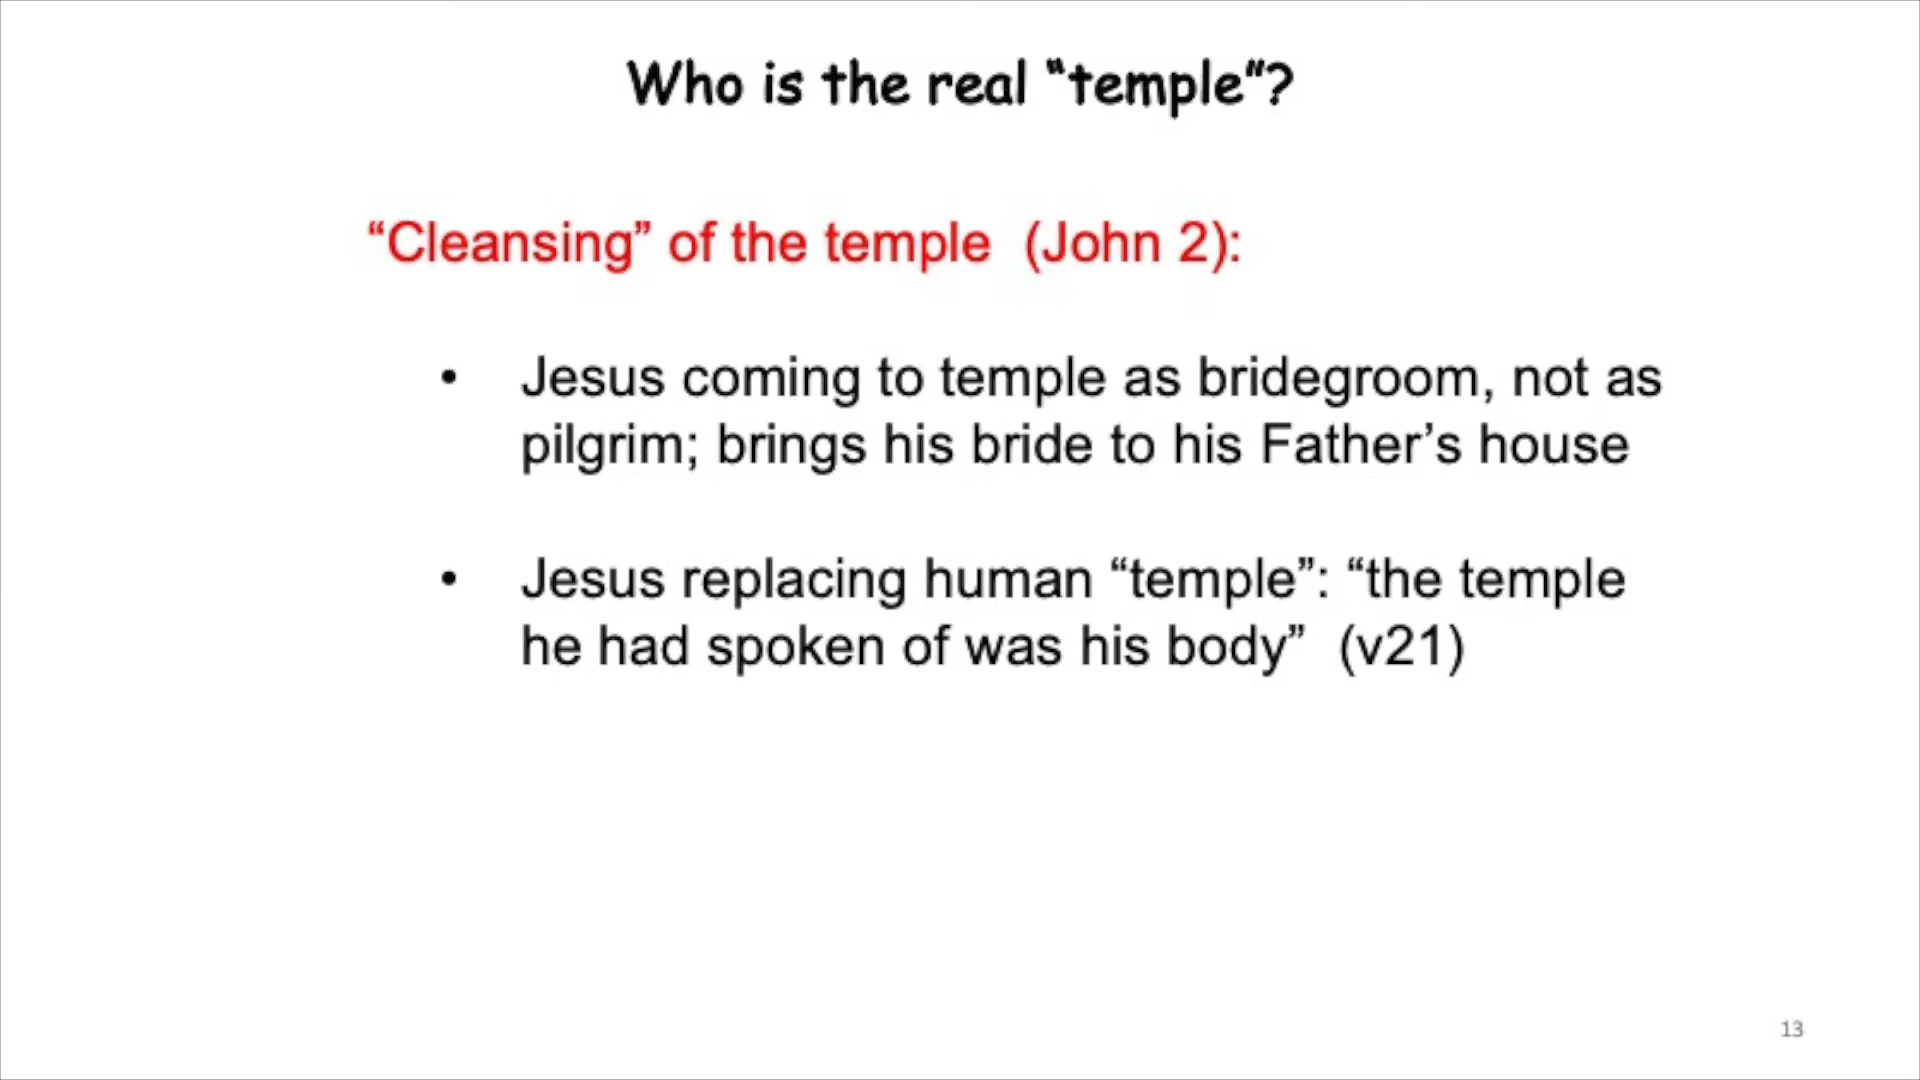 Who is the real “temple”?
“Cleansing” of the temple (John 2):
• Jesus coming to temple as bridegroom, not as
pilgrim; brings his bride to his Father’s house
• Jesus replacing human “temple”: “the temple
he had spoken of was his body” (v21)
13